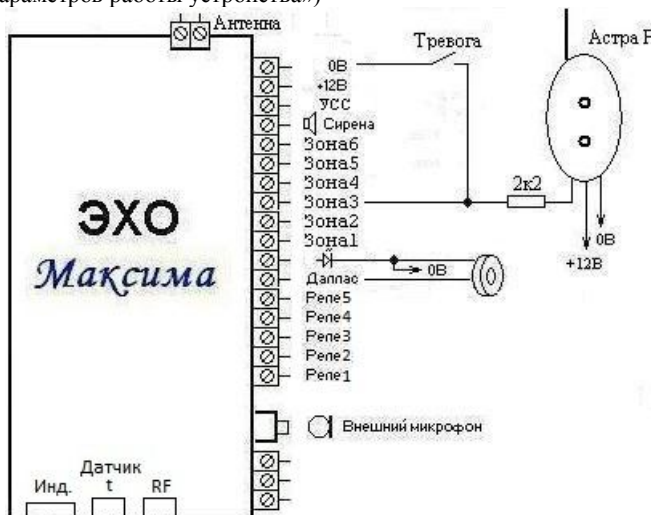 араметров работы устройства»)
Антенна
Тревога
Астра Р
0В
+12В
УСС
Сирена
Зона6
Зона5
Зона4
Зона3
2к2
Зона2
Зона1
0В
+12В
ЭХО
Максима
0В
Даллас
Реле5
Реле4
Реле3
Реле2
Реле1
Внешний микрофон
Датчик
Инд. t RF